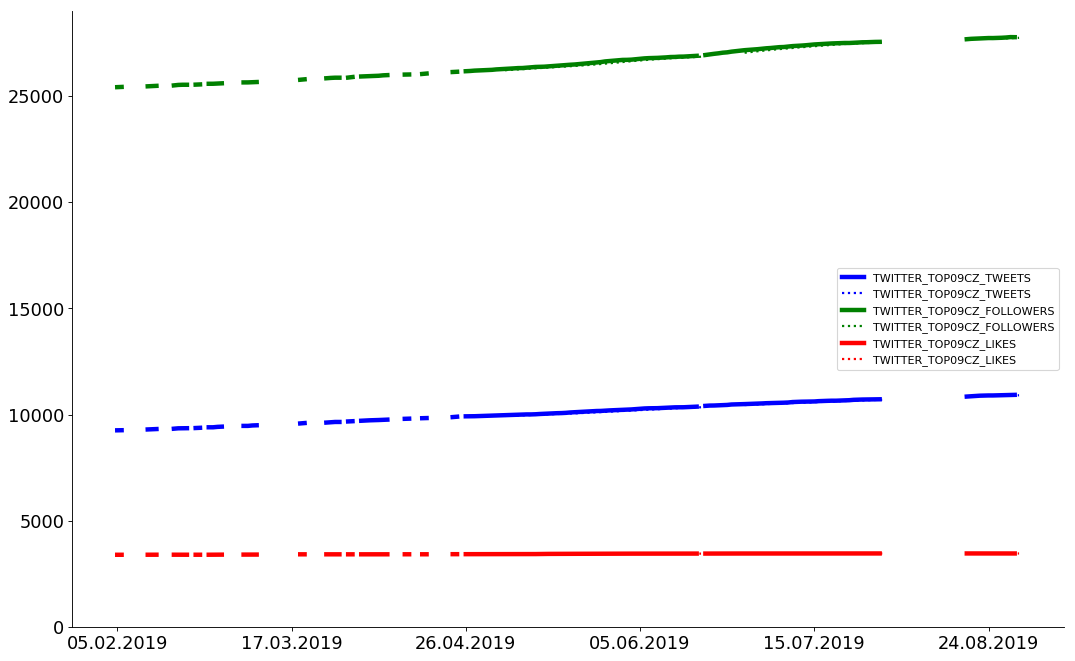 25000
20000
15000
10000
5000
0
TWITTER_TOP09CZ_TWEETS
TWITTER_TOP09CZ_TWEETS
TWITTER_TOP09CZ_FOLLOWERS
TWITTER_TOP09CZ_FOLLOWERS
TWITTER_TOP09CZ_LIKES
TWITTER_TOP09CZ_LIKES
05.02.2019 17.03.2019 26.04.2019 05.06.2019 15.07.2019 24.08.2019